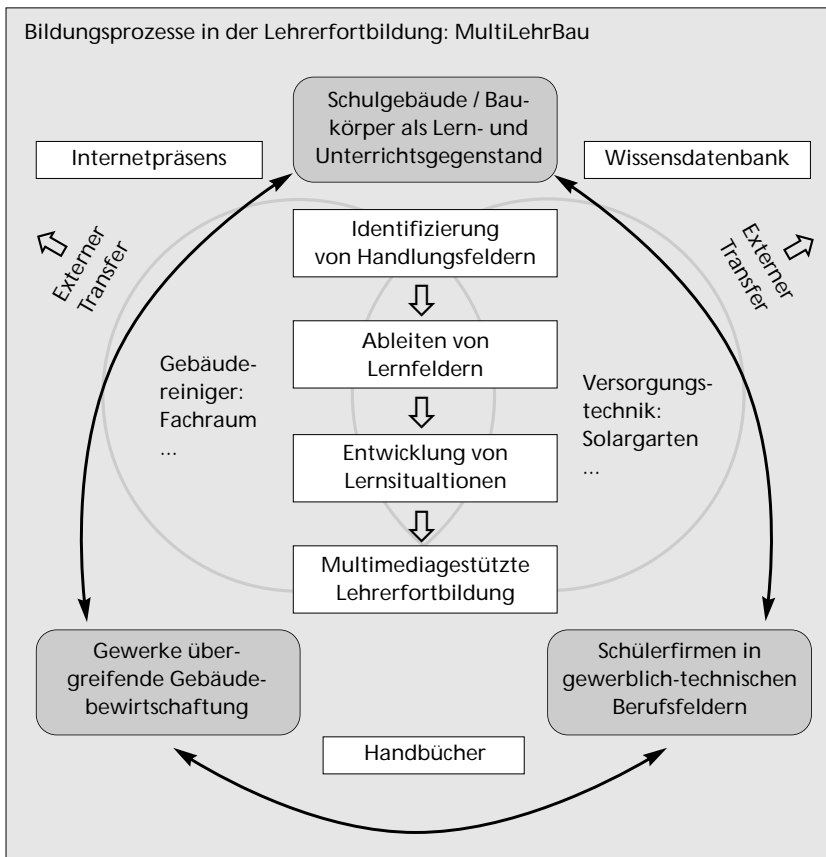 Bildungsprozesse in der Lehrerfortbildung: MultiLehrBau
Schulgebäude / Bau-
körper als Lern- und
Unterrichtsgegenstand
Internetpräsens
Wissensdatenbank
Externer
Transfer
Externer
Transfer
Identifizierung
von Handlungsfeldern
Ableiten von
Lernfeldern
Gebäude-
reiniger:
Fachraum
...
Versorgungs-
technik:
Solargarten
...
Entwicklung von
Lernsitualtionen
Multimediagestützte
Lehrerfortbildung
Gewerke über-
greifende Gebäude-
bewirtschaftung
Schülerfirmen in
gewerblich-technischen
Berufsfeldern
Handbücher